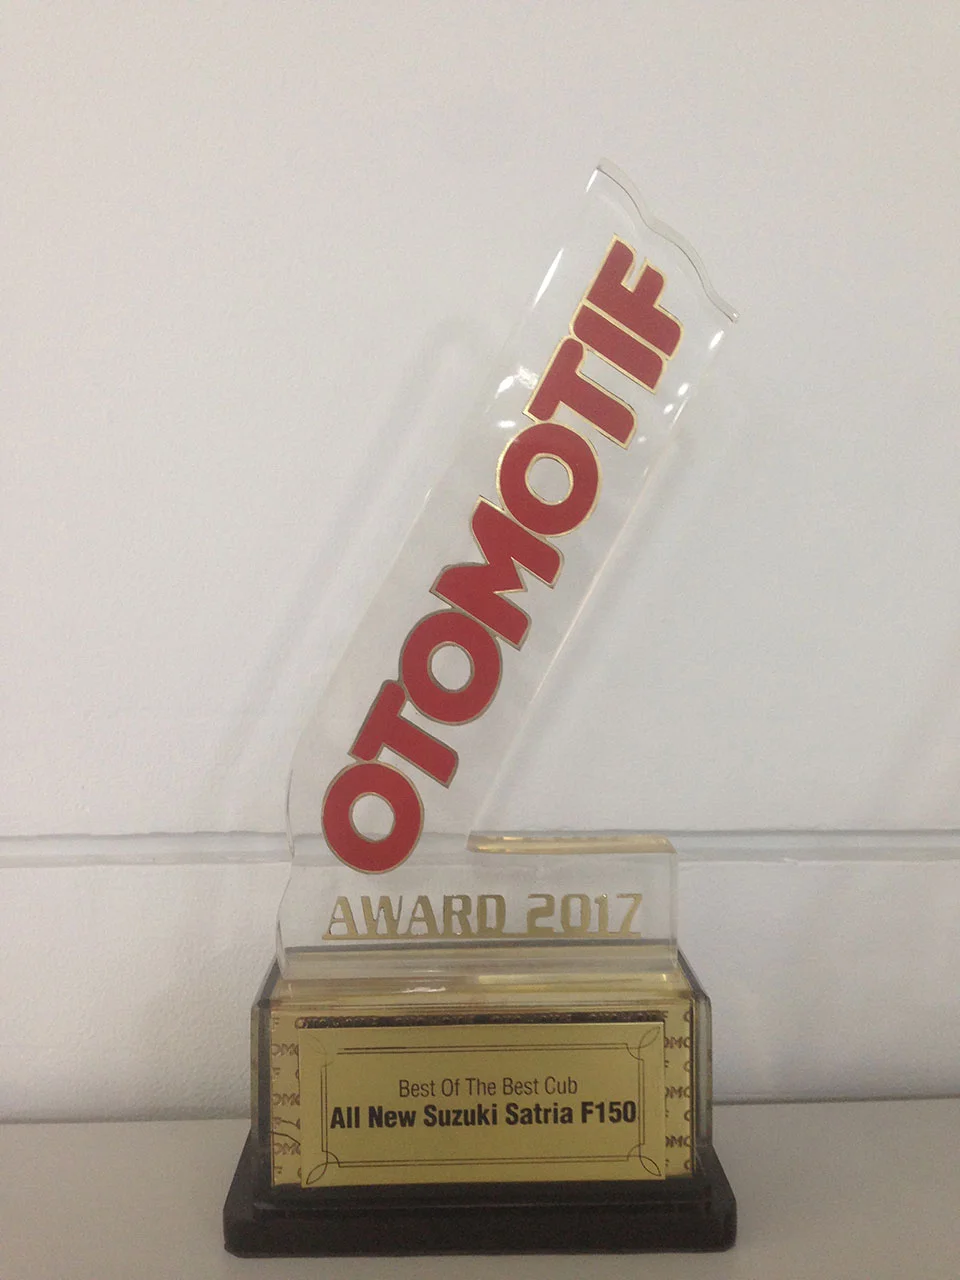 OTOMOTIF
AWARD 2017
Best Of The Best Cub
All New Suzuki Satria F150